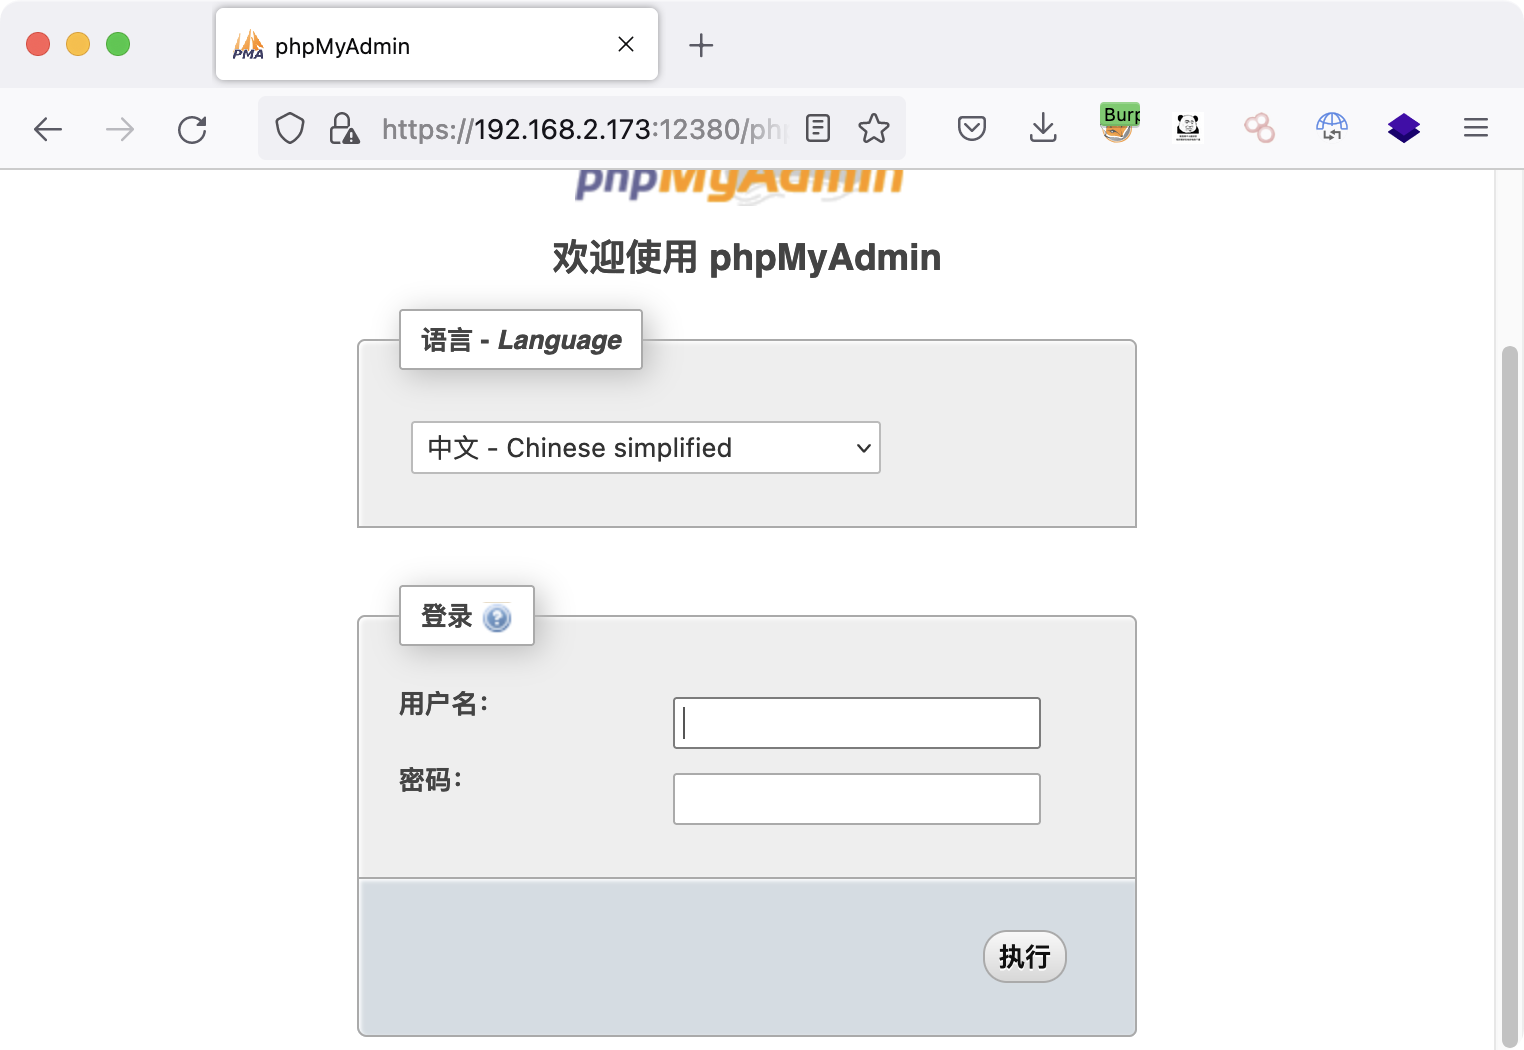 PMA phpMyAdmin
https://192.168.2.173:12380/ph
Burp
phpMyAdmin
欢迎使用 phpMyAdmin
语言 - Language
中文 - Chinese simplified
登录
用户名：
密码：
执行